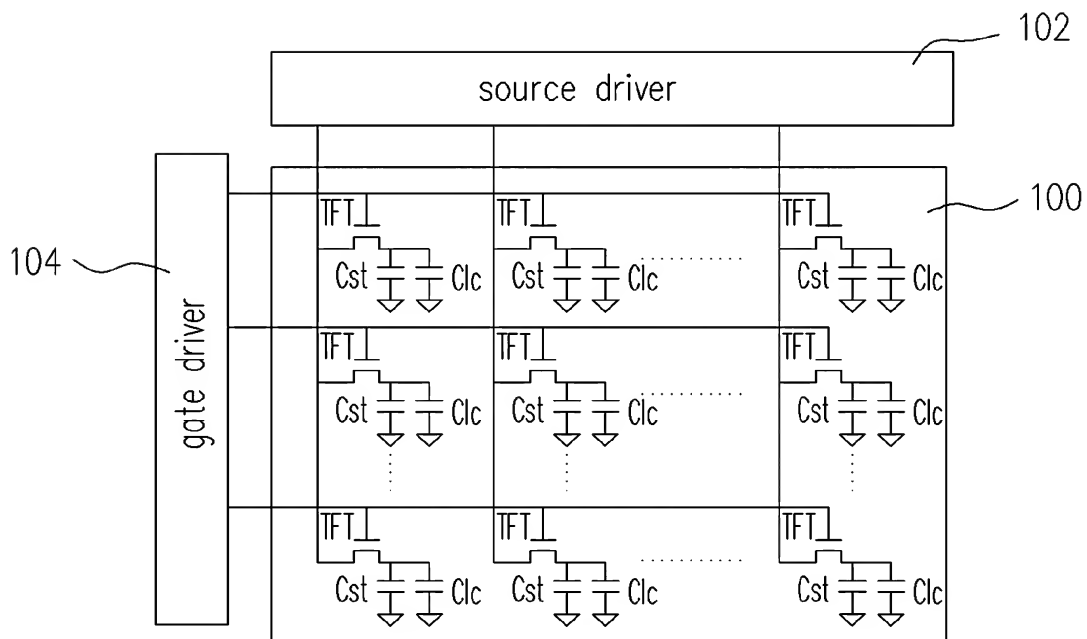 102
source driver
100
104
gate driver
TFT TFT TFT
Cst Clc Cst Clc Cst Clc
TFT TFT TFT
Cst Clc Cst Clc Cst Clc
TFT TFT TFT
Cst Clc Cst Clc Cst Clc